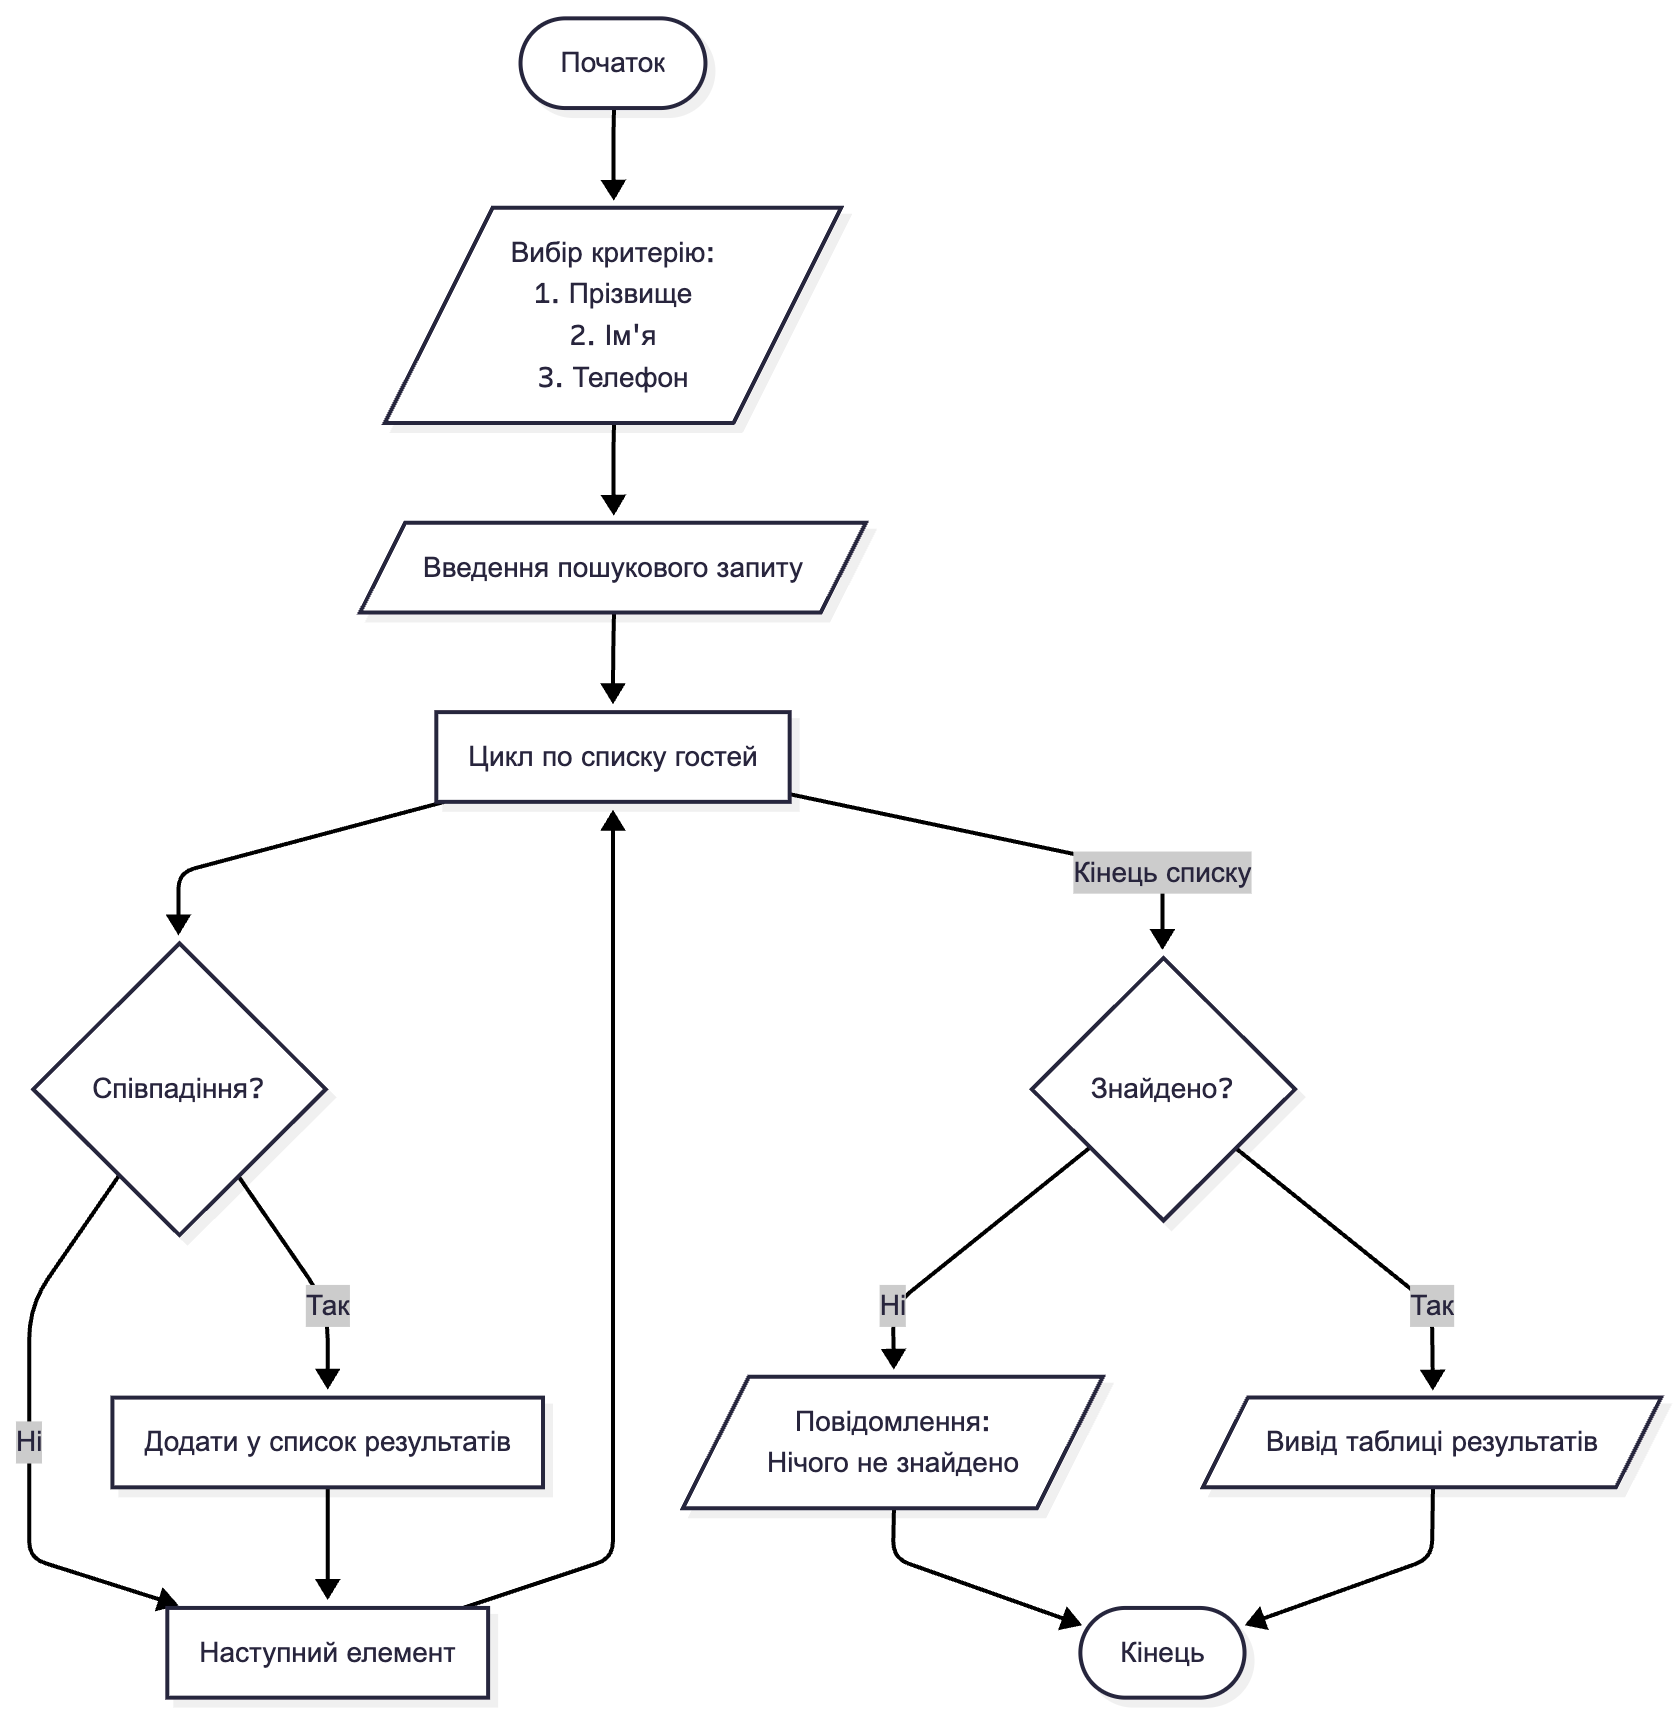 Початок
Вибір критерію:
1. Прізвище
2. Ім'я
3. Телефон
Введення пошукового запиту
Цикл по списку гостей
Кінець списку
Співпадіння?
Знайдено?
Так
Ні
Так
Ні
Додати у список результатів
Повідомлення:
Нічого не знайдено
Вивід таблиці результатів
Наступний елемент
Кінець